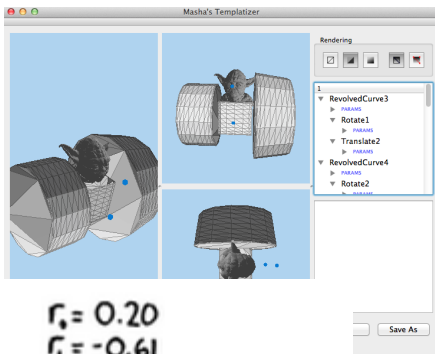 Masha's Templatizer
Rendering
1
RevolvedCurve3
PARAMS
Rotate1
PARAMS
Translate2
PARAMS
RevolvedCurve4
PARAMS
Rotate2
Save As
= 0.20
= -0.61